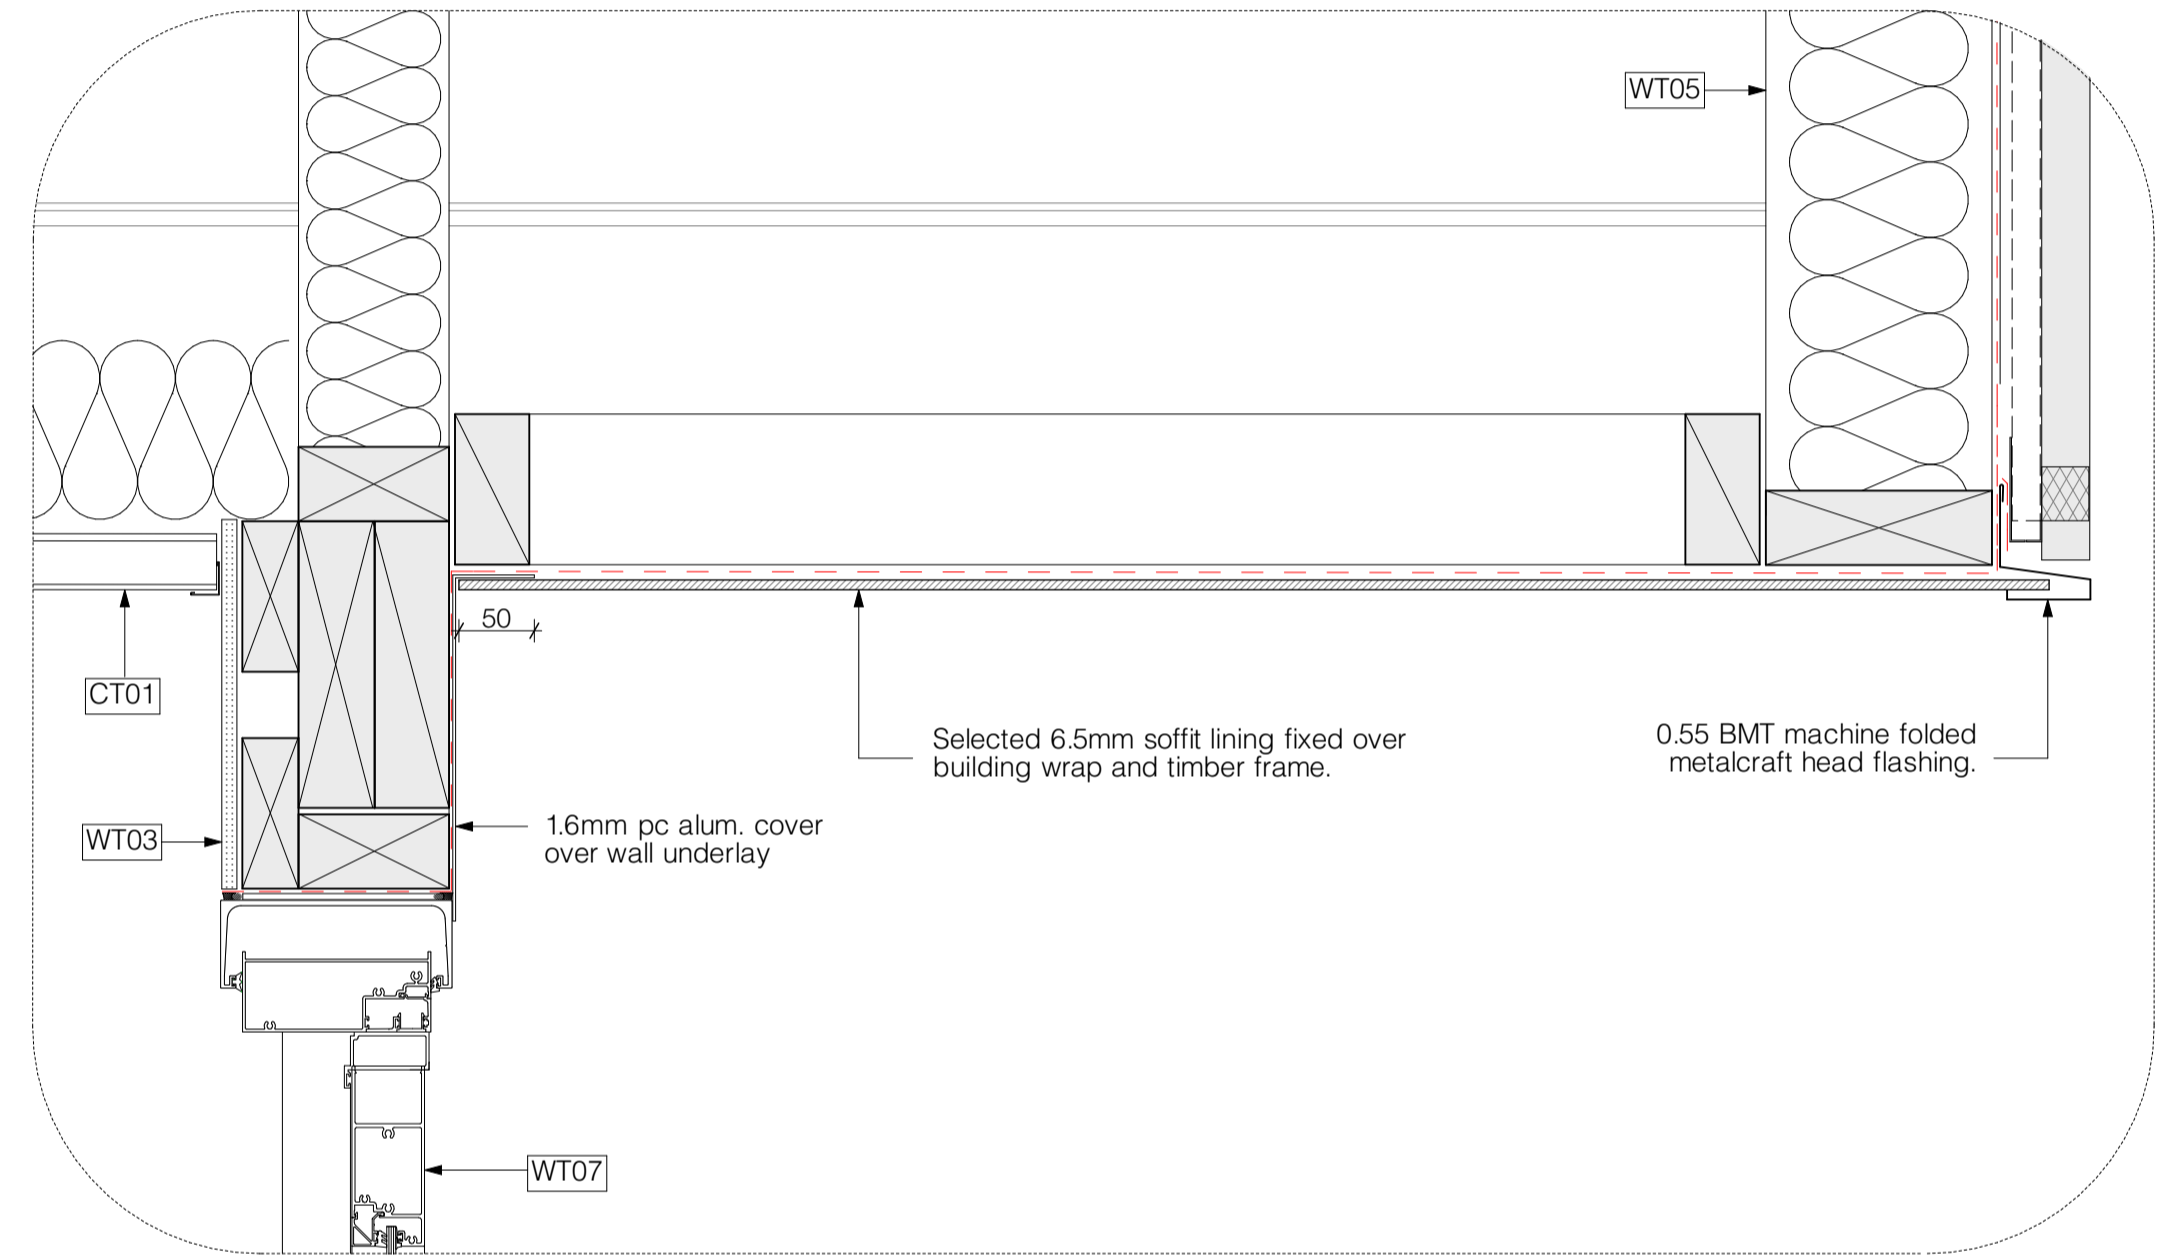 WT05
50
CT01
Selected 6.5mm soffit lining fixed over
building wrap and timber frame.
0.55 BMT machine folded
metalcraft head flashing.
WT03
1.6mm pc alum. cover
over wall underlay
WT07